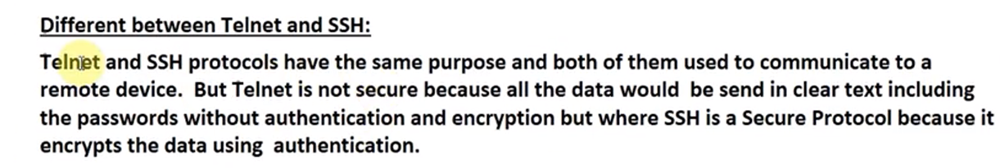 Different between Telnet and SSH:
Telnet and SSH protocols have the same purpose and both of them used to communicate to a
remote device.  But Telnet is not secure because all the data would  be send in clear text including
the passwords without authentication and encryption but where SSH is a Secure Protocol because it
encrypts the data using  authentication.